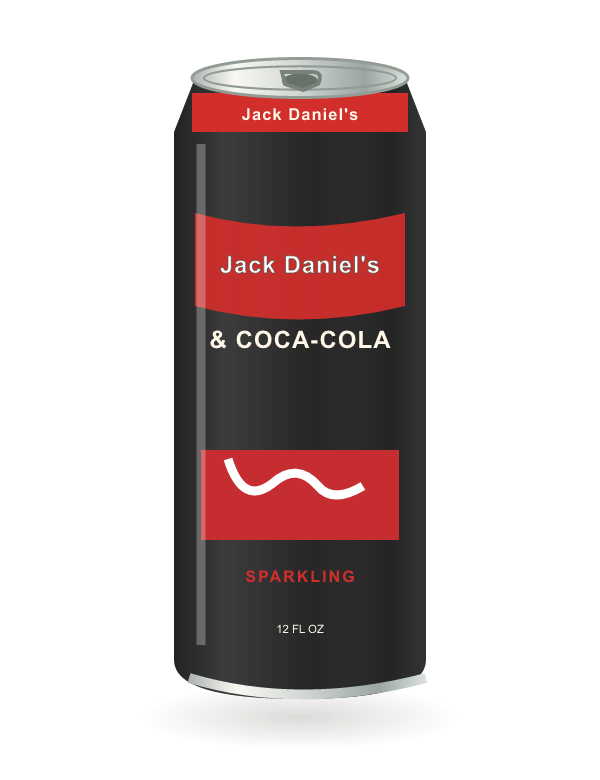 Jack Daniel's
Jack Daniel's
& COCA-COLA
SPARKLING
12 FL OZ